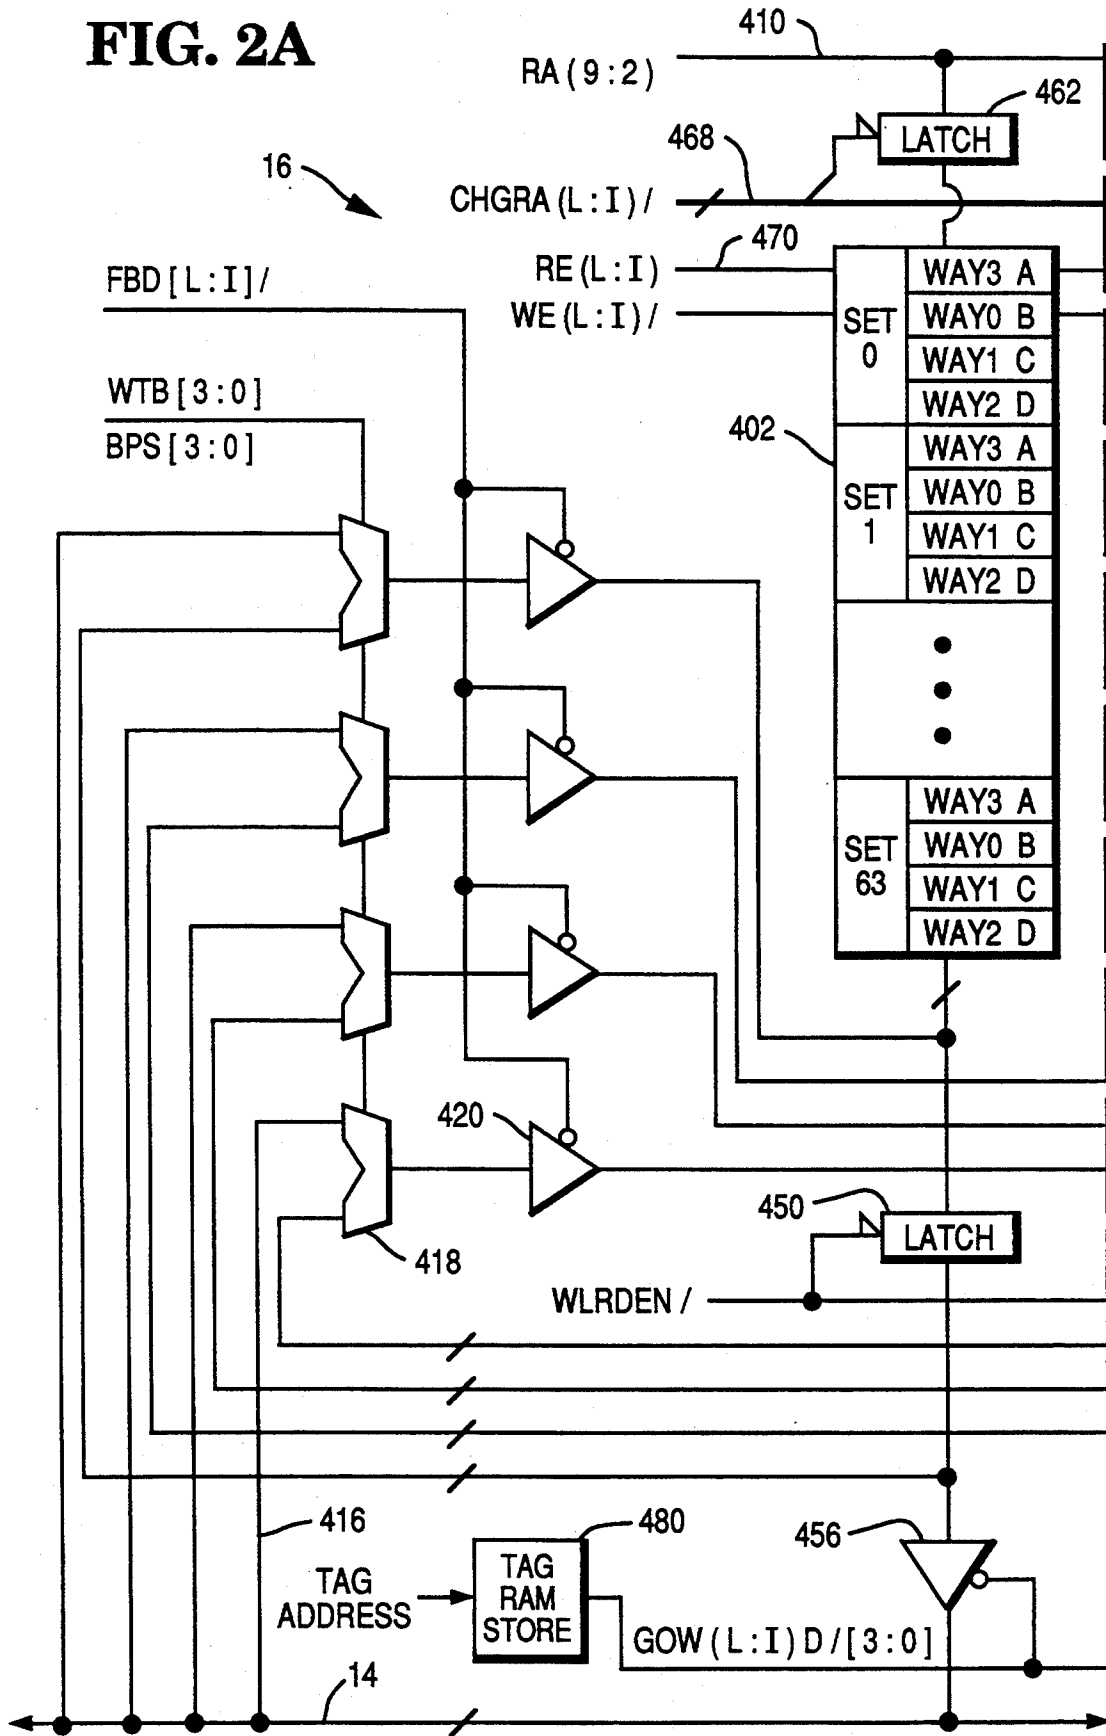 FIG. 2A
410
RA(9:2)
462
LATCH
468
16
CHGRA(L:I)/
470
RE(L:I)
FBD[L:I]/
WE(L:I)/
SET 0
WAY3 A
WAY0 B
WAY1 C
WAY2 D
WTB[3:0]
BPS[3:0]
402
SET 1
WAY3 A
WAY0 B
WAY1 C
WAY2 D
SET 63
WAY3 A
WAY0 B
WAY1 C
WAY2 D
420
450
LATCH
418
WLRDEN/
416
480
456
TAG ADDRESS
TAG
RAM
STORE
GOW(L:I)D/[3:0]
14